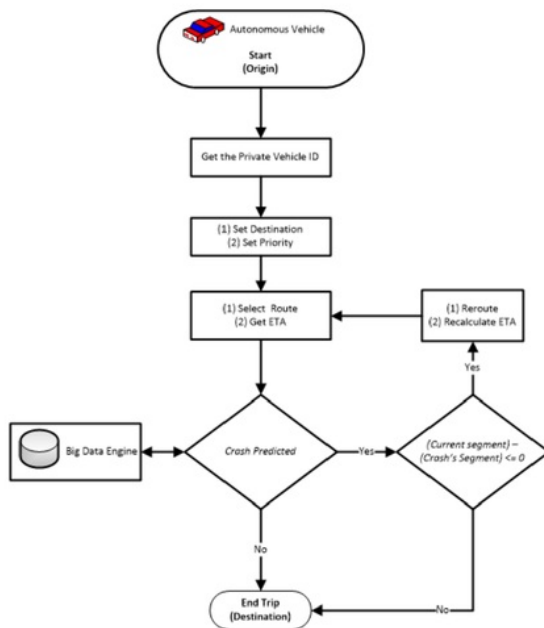 Autonomous Vehicle
Start
(Origin)
Get the Private Vehicle ID
(1) Set Destination
(2) Set Priority
(1) Select Route
(2) Get ETA
(1) Reroute
(2) Recalculate ETA
Yes
Big Data Engine
Crash Predicted
Yes
(Current segment) –
(Crash's Segment) <= 0
No
End Trip
(Destination)
No